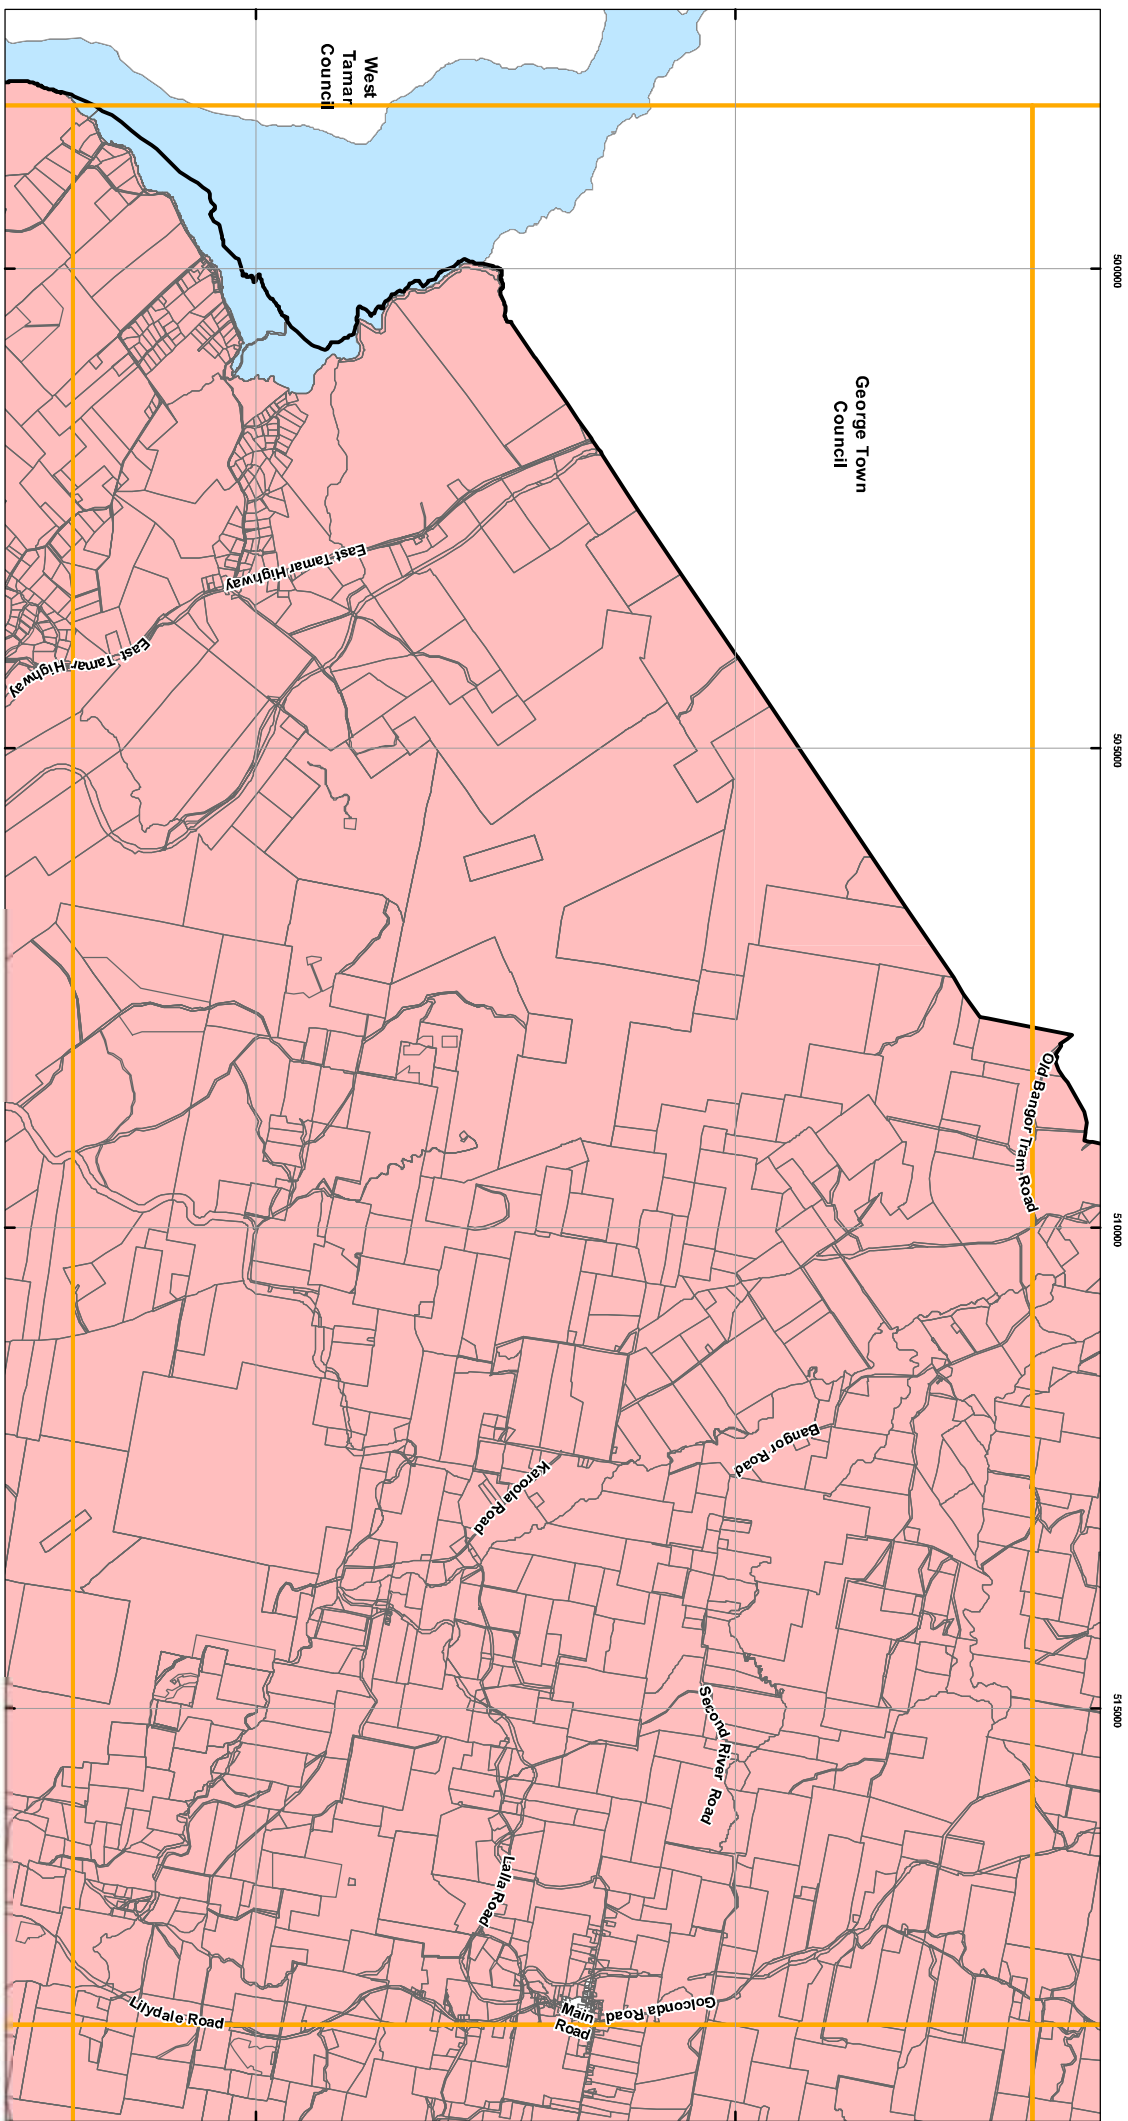 West
Tamar
Council
George Town
Council
500000
505000
510000
515000
East Tamar Highway
East Tamar Highway
Old Bangor Tram Road
Bangor Road
Karoola Road
Second River Road
Lalla Road
Golconda Road
Main
Road
Lilydale Road